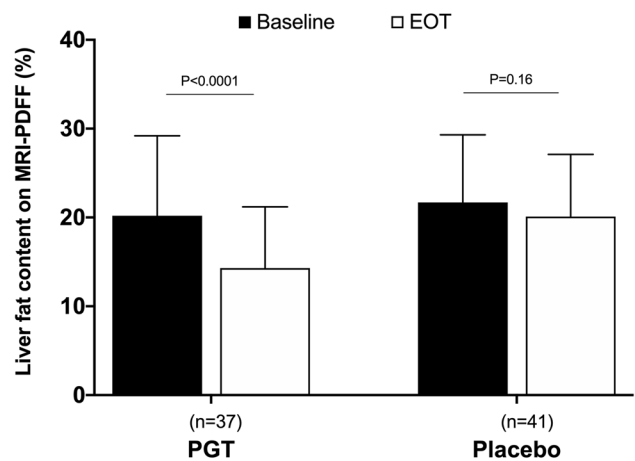 Baseline EOT
Liver fat content on MRI-PDFF (%)
40
30
20
10
0
P<0.0001
P=0.16
(n=37) (n=41)
PGT Placebo